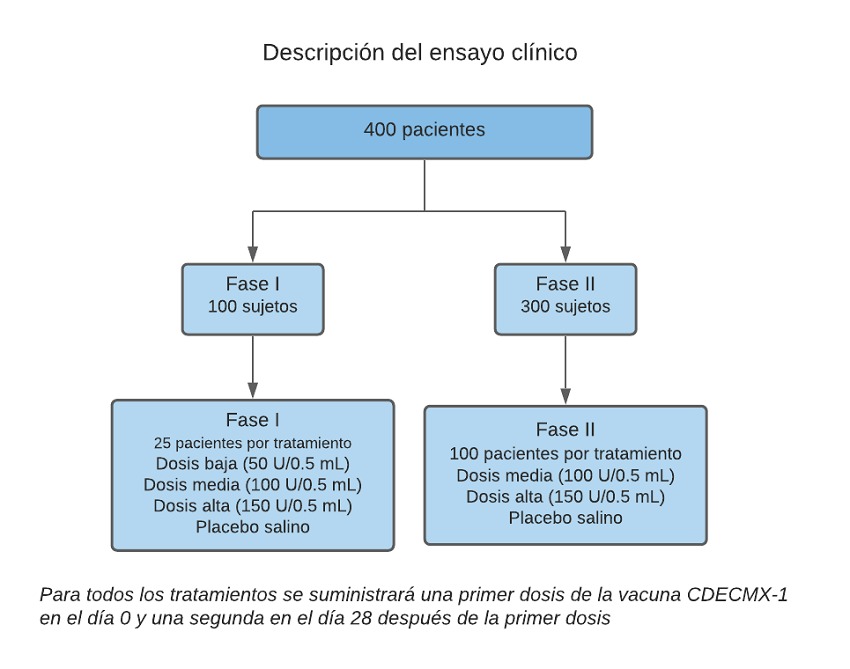 Descripción del ensayo clínico
400 pacientes
Fase I
100 sujetos
Fase II
300 sujetos
Fase I
25 pacientes por tratamiento
Dosis baja (50 U/0.5 mL)
Dosis media (100 U/0.5 mL)
Dosis alta (150 U/0.5 mL)
Placebo salino
Fase II
100 pacientes por tratamiento
Dosis media (100 U/0.5 mL)
Dosis alta (150 U/0.5 mL)
Placebo salino
Para todos los tratamientos se suministrará una primer dosis de la vacuna CDECMX-1
en el día 0 y una segunda en el día 28 después de la primer dosis